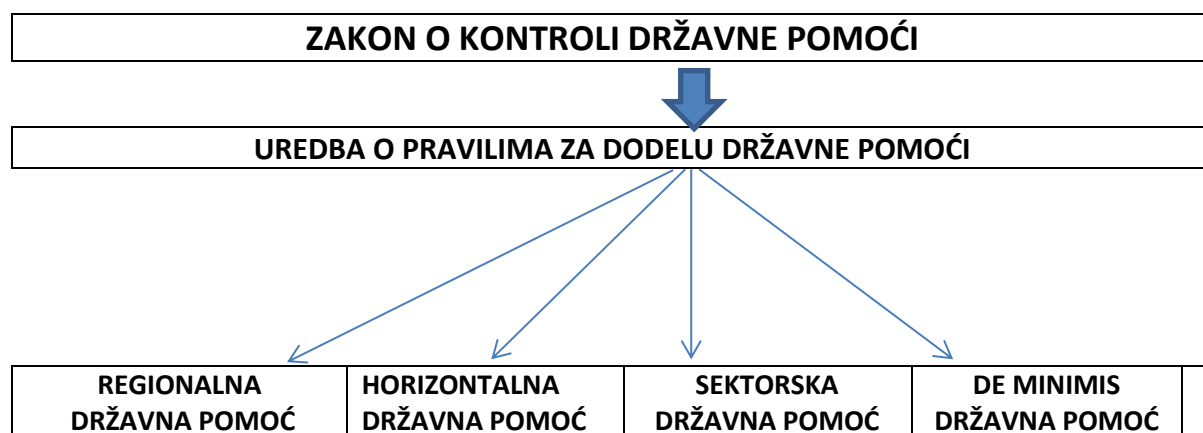 ZAKON O KONTROLI DRŽAVNE POMOĆI
UREDBA O PRAVILIMA ZA DODELU DRŽAVNE POMOĆI
REGIONALNA
DRŽAVNA POMOĆ
HORIZONTALNA
DRŽAVNA POMOĆ
SEKTORSKA
DRŽAVNA POMOĆ
DE MINIMIS
DRŽAVNA POMOĆ